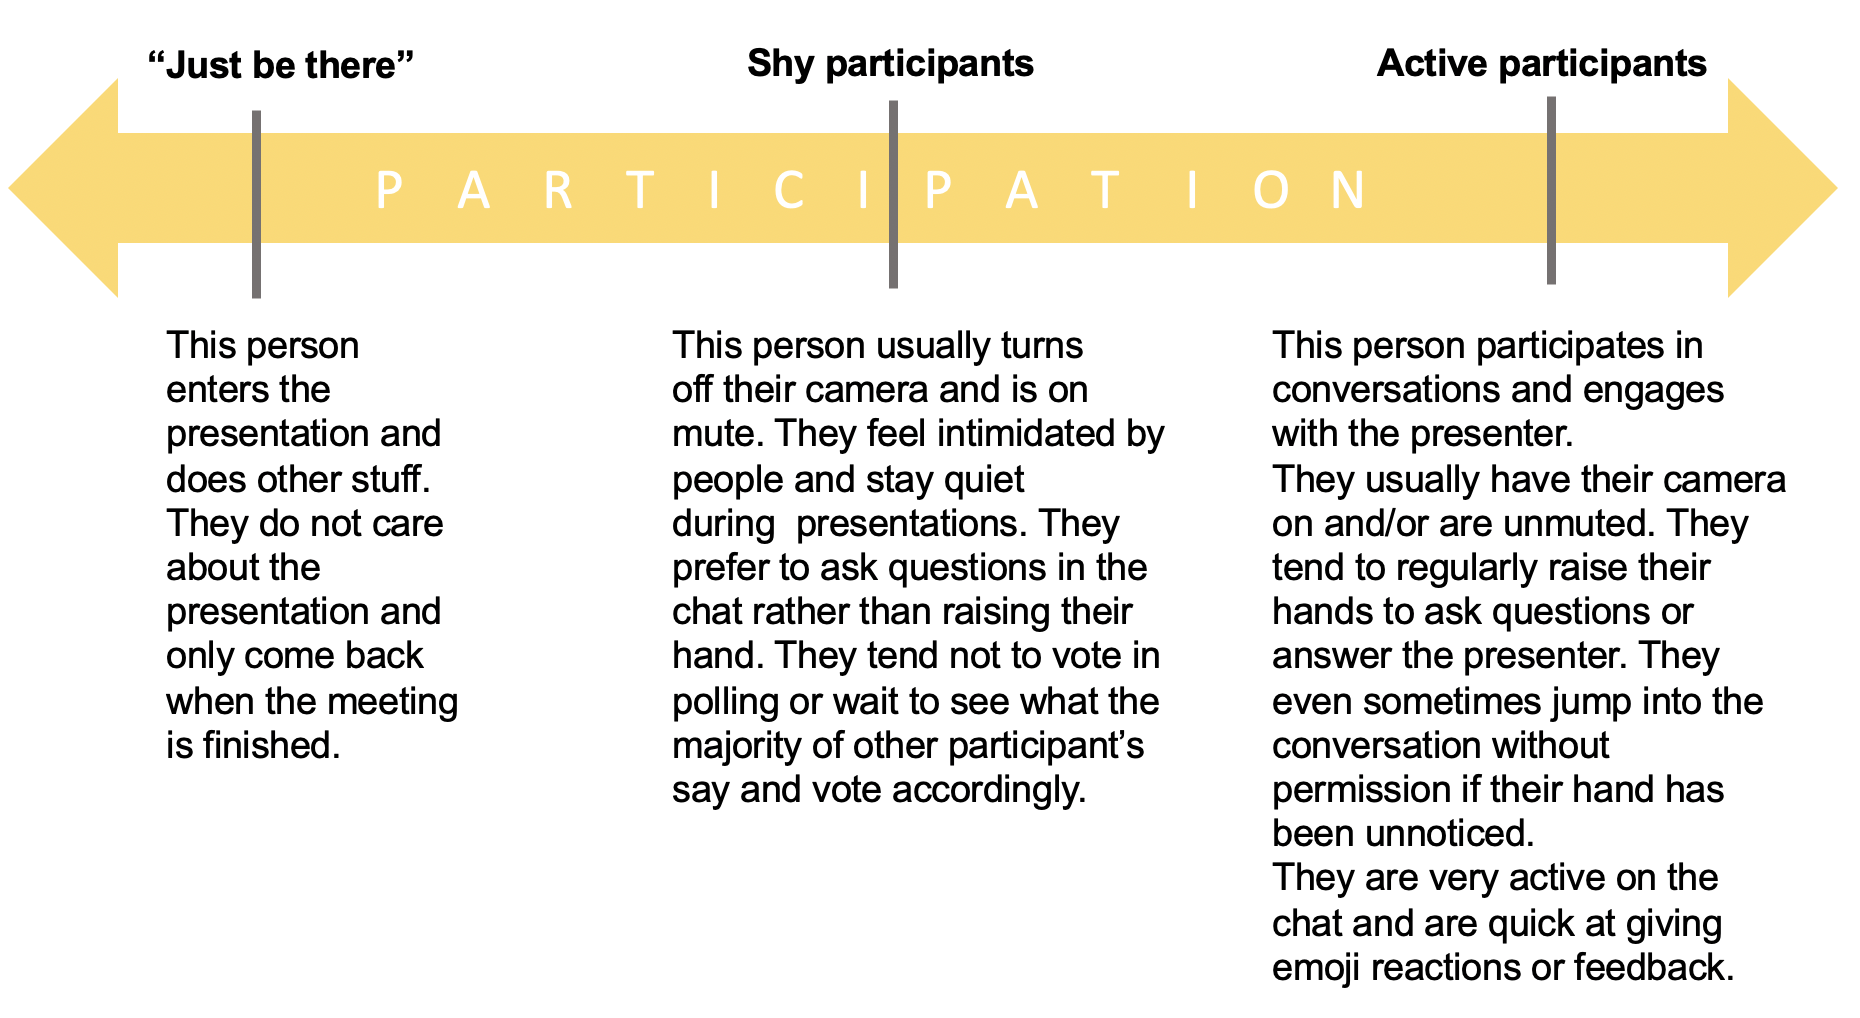 “Just be there”
Shy participants
Active participants
PARTICIPATION
This person
enters the
presentation and
does other stuff.
They do not care
about the
presentation and
only come back
when the meeting
is finished.
This person usually turns
off their camera and is on
mute. They feel intimidated by
people and stay quiet
during  presentations. They
prefer to ask questions in the
chat rather than raising their
hand. They tend not to vote in
polling or wait to see what the
majority of other participant’s
say and vote accordingly.
This person participates in
conversations and engages
with the presenter.
They usually have their camera
on and/or are unmuted. They
tend to regularly raise their
hands to ask questions or
answer the presenter. They
even sometimes jump into the
conversation without
permission if their hand has
been unnoticed.
They are very active on the
chat and are quick at giving
emoji reactions or feedback.